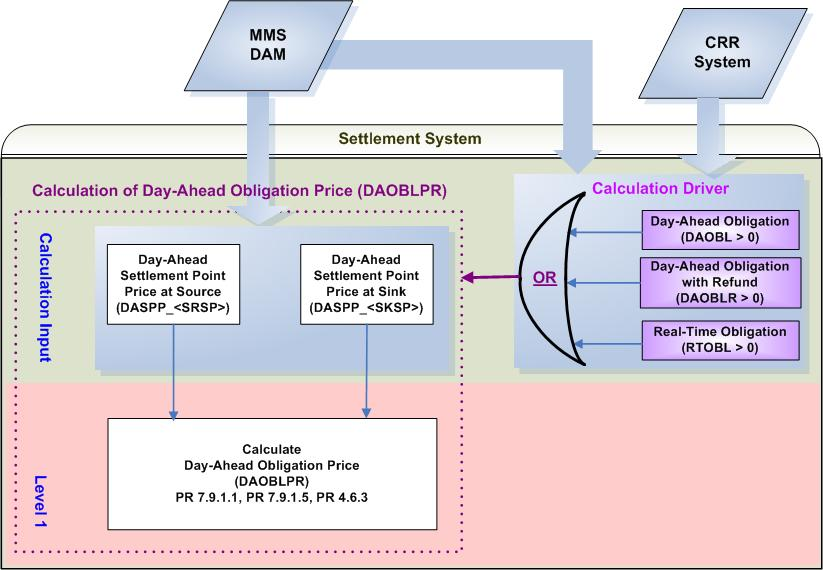 MMS
DAM
CRR
System
Settlement System
Calculation of Day-Ahead Obligation Price (DAOBLPR)
Calculation Driver
Calculation Input
Day-Ahead
Settlement Point
Price at Source
(DASPP_<SRSP>)
Day-Ahead
Settlement Point
Price at Sink
(DASPP_<SKSP>)
OR
Day-Ahead Obligation
(DAOBL > 0)
Day-Ahead Obligation
with Refund
(DAOBLR > 0)
Real-Time Obligation
(RTOBL > 0)
Level 1
Calculate
Day-Ahead Obligation Price
(DAOBLPR)
PR 7.9.1.1, PR 7.9.1.5, PR 4.6.3